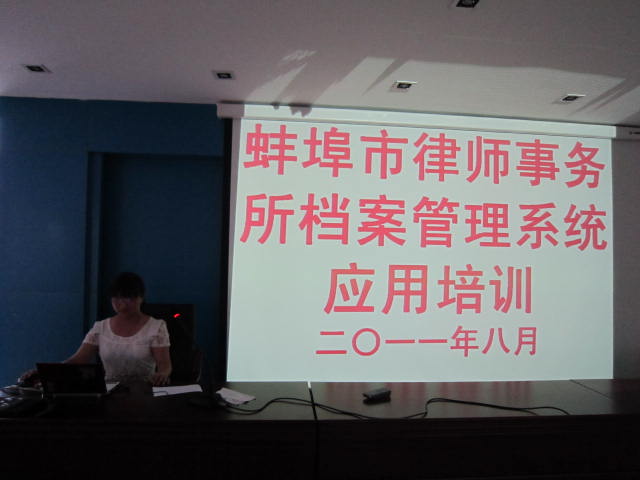 蚌埠市律师事务
所档案管理系统
应用培训
二〇一一年八月